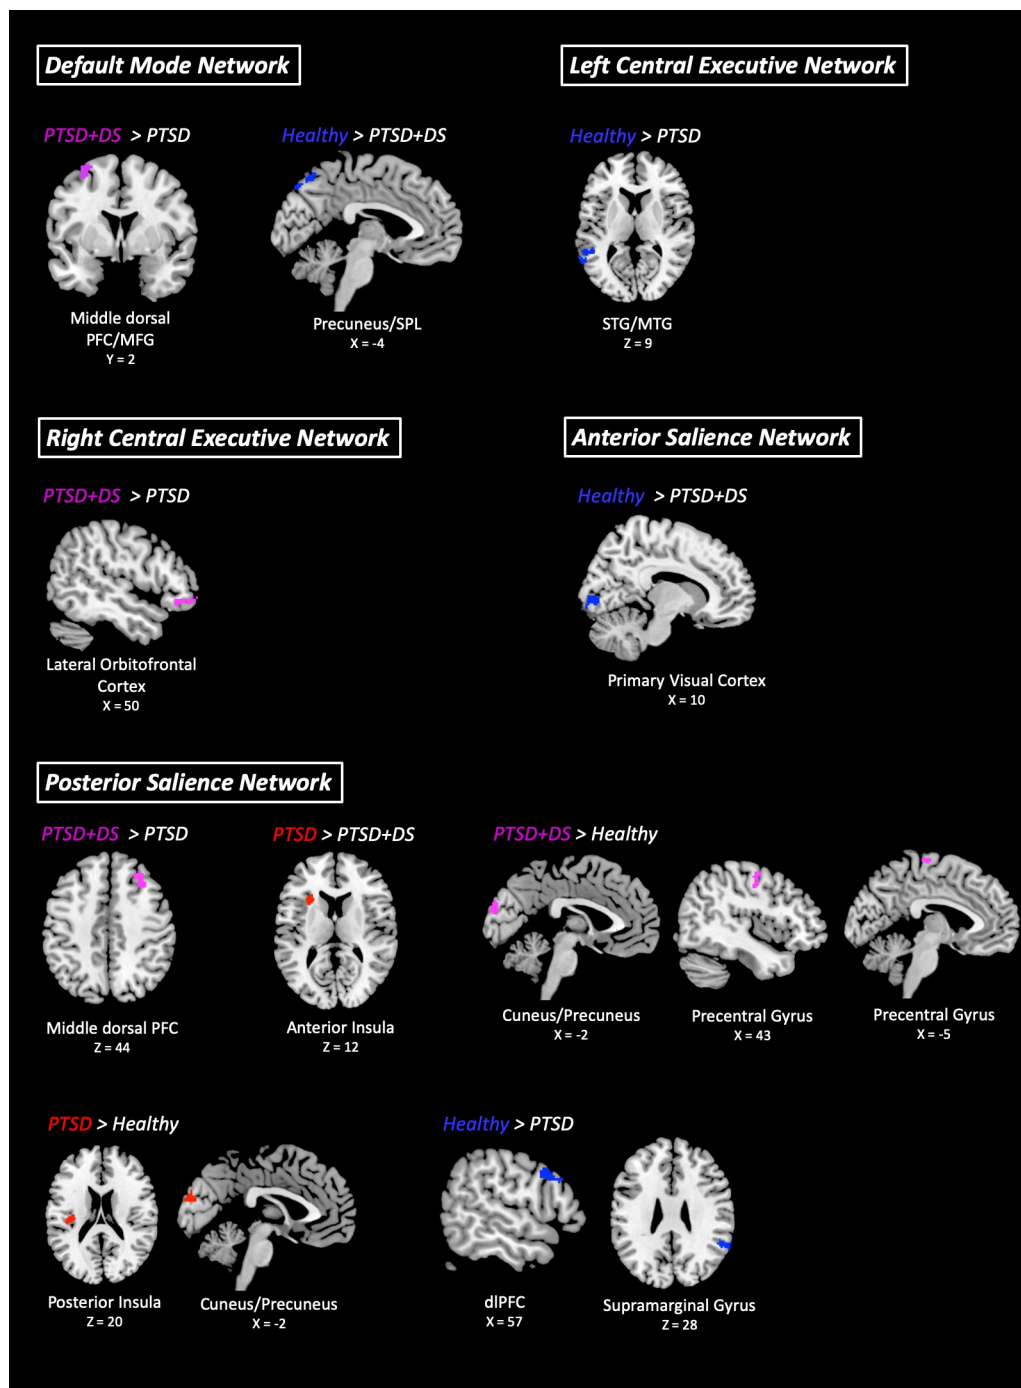 Default Mode Network
Left Central Executive Network
PTSD+DS > PTSD
Healthy > PTSD+DS
Healthy > PTSD
Middle dorsal
PFC/MFG
Y = 2
Precuneus/SPL
X = -4
STG/MTG
Z = 9
Right Central Executive Network
Anterior Salience Network
PTSD+DS > PTSD
Healthy > PTSD+DS
Lateral Orbitofrontal
Cortex
X = 50
Primary Visual Cortex
X = 10
Posterior Salience Network
PTSD+DS > PTSD
PTSD > PTSD+DS
PTSD+DS > Healthy
Middle dorsal PFC
Z = 44
Anterior Insula
Z = 12
Cuneus/Precuneus
X = -2
Precentral Gyrus
X = 43
Precentral Gyrus
X = -5
PTSD > Healthy
Healthy > PTSD
Posterior Insula
Z = 20
Cuneus/Precuneus
X = -2
dlPFC
X = 57
Supramarginal Gyrus
Z = 28